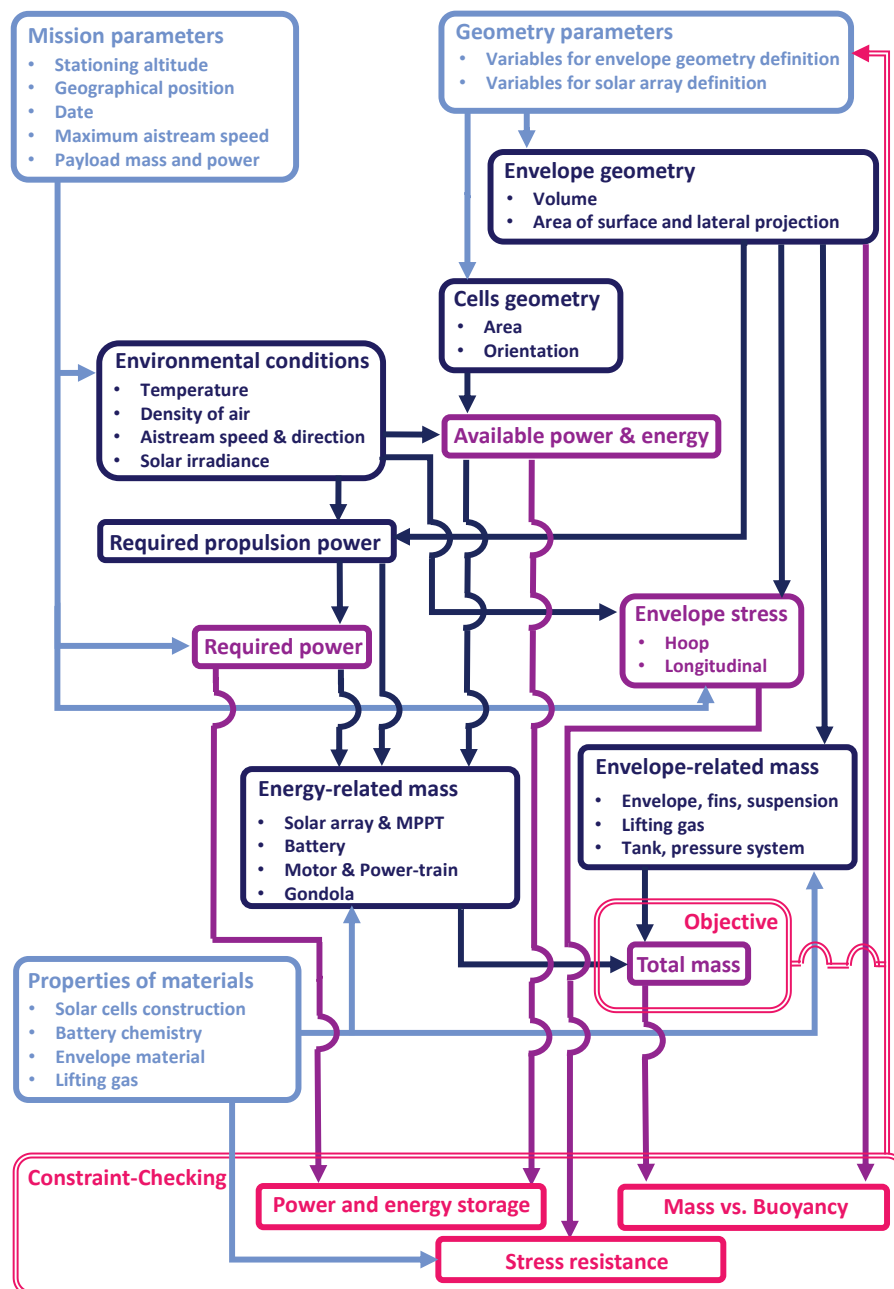 Mission parameters
• Stationing altitude
• Geographical position
• Date
• Maximum aistream speed
• Payload mass and power
Geometry parameters
• Variables for envelope geometry definition
• Variables for solar array definition
Envelope geometry
• Volume
• Area of surface and lateral projection
Cells geometry
• Area
• Orientation
Environmental conditions
• Temperature
• Density of air
• Aistream speed & direction
• Solar irradiance
Available power & energy
Required propulsion power
Envelope stress
• Hoop
• Longitudinal
Required power
Energy-related mass
• Solar array & MPPT
• Battery
• Motor & Power-train
• Gondola
Envelope-related mass
• Envelope, fins, suspension
• Lifting gas
• Tank, pressure system
Objective
Total mass
Properties of materials
• Solar cells construction
• Battery chemistry
• Envelope material
• Lifting gas
Constraint-Checking
Power and energy storage
Mass vs. Buoyancy
Stress resistance